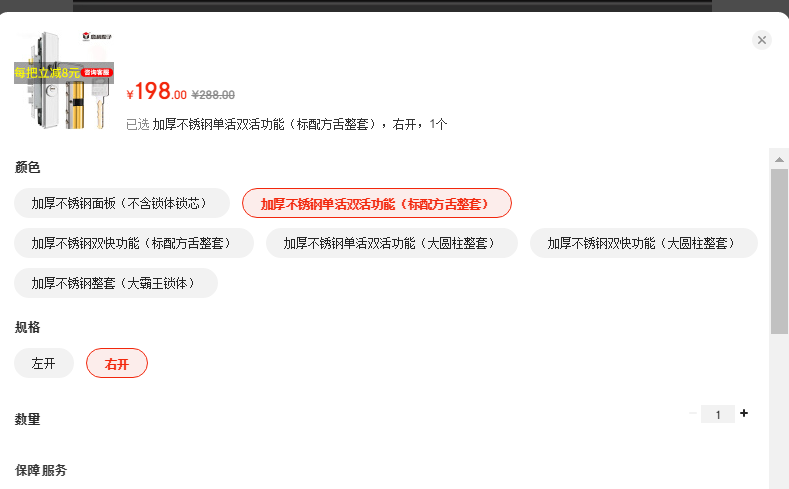 每把立减8元 咨询客服
¥198.00 ¥288.00
已选 加厚不锈钢单活双活功能（标配方舌整套），右开，1个
颜色
加厚不锈钢面板（不含锁体锁芯） 加厚不锈钢单活双活功能（标配方舌整套）
加厚不锈钢双快功能（标配方舌整套） 加厚不锈钢单活双活功能（大圆柱整套） 加厚不锈钢双快功能（大圆柱整套）
加厚不锈钢整套（大霸王锁体）
规格
左开 右开
数量 1
保障服务